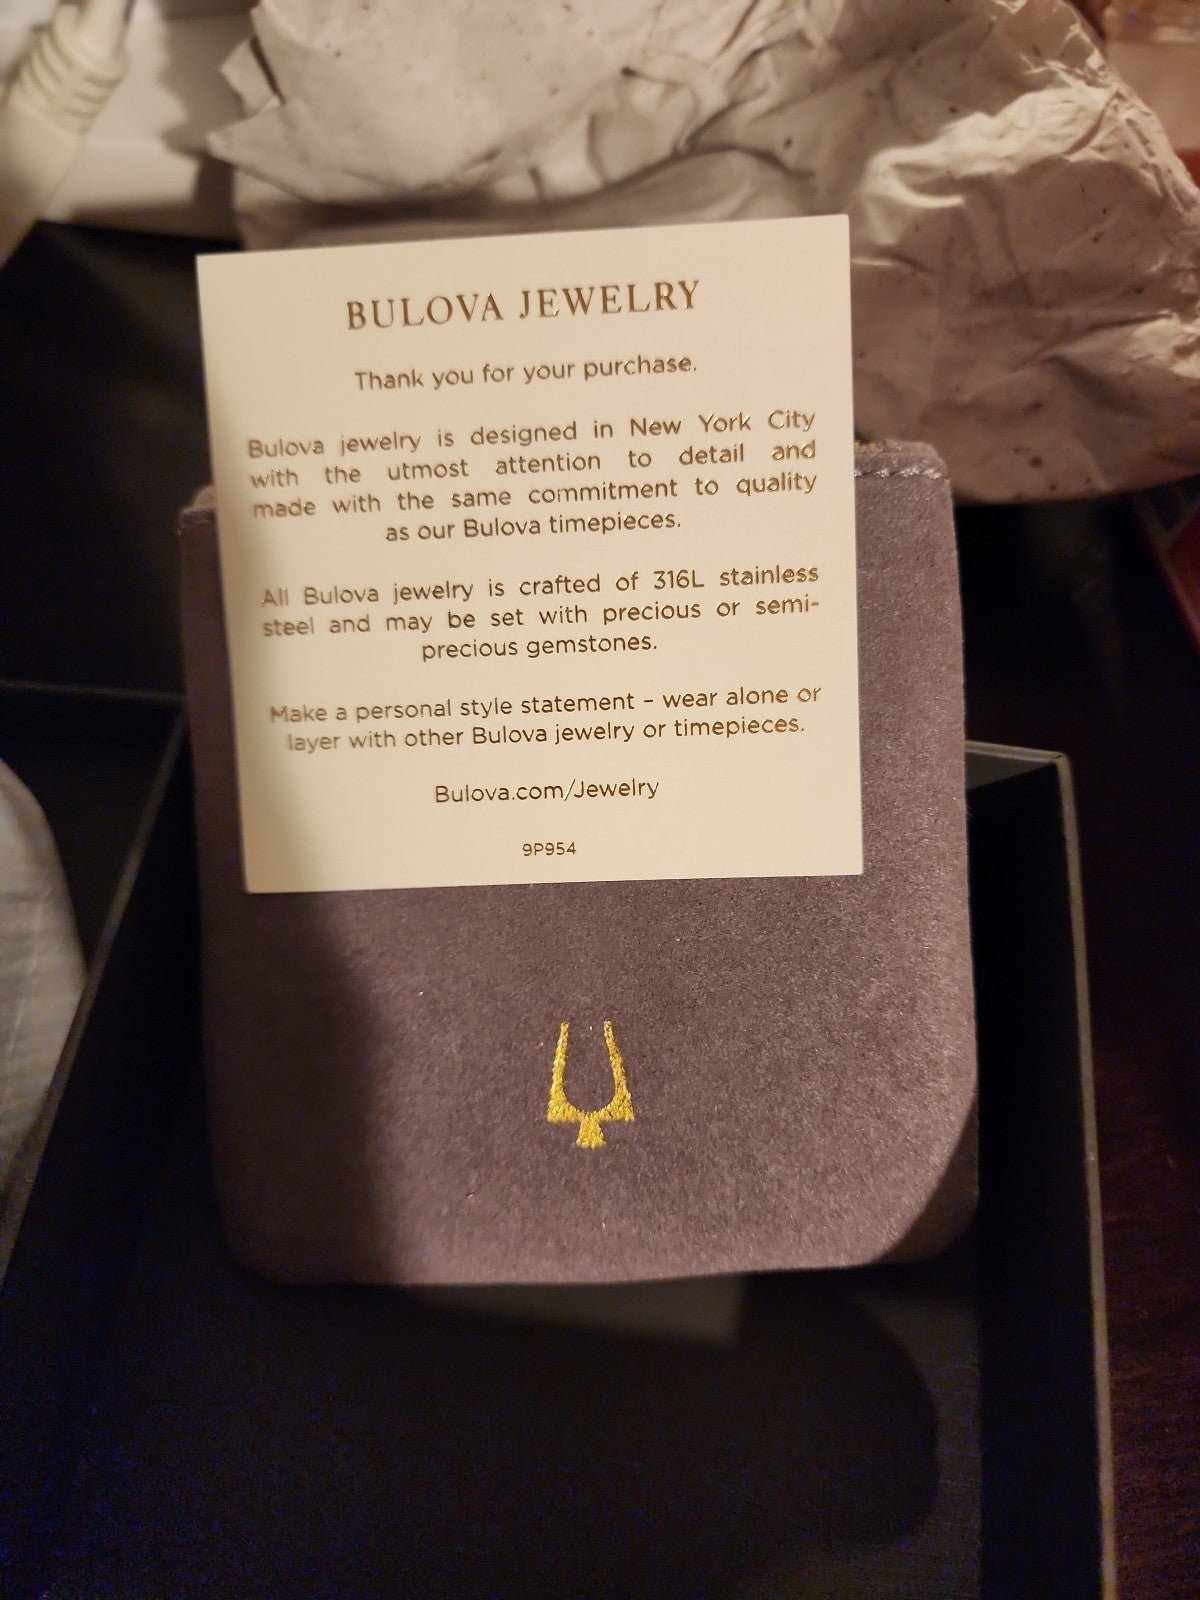 BULOVA JEWELRY
Thank you for your purchase.
Bulova jewelry is designed in New York City
with the utmost attention to detail and
made with the same commitment to quality
as our Bulova timepieces.
All Bulova jewelry is crafted of 316L stainless
steel and may be set with precious or semi-
precious gemstones.
Make a personal style statement – wear alone or
layer with other Bulova jewelry or timepieces.
Bulova.com/Jewelry
9P954